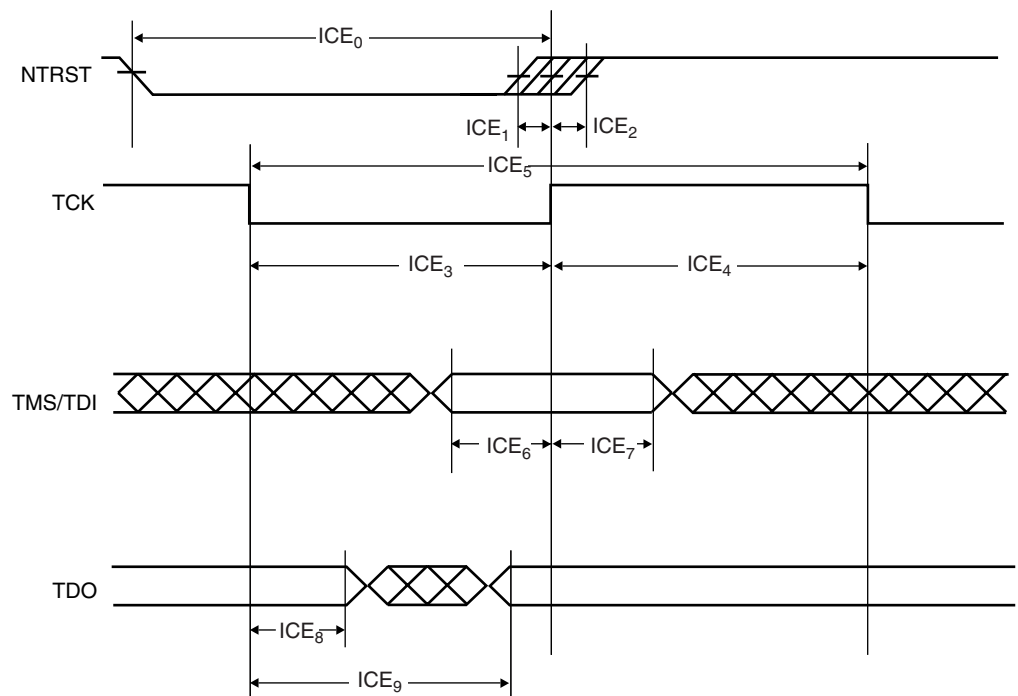 ICE₀
NTRST
ICE₁
ICE₂
ICE₅
TCK
ICE₃
ICE₄
TMS/TDI
ICE₆
ICE₇
TDO
ICE₈
ICE₉